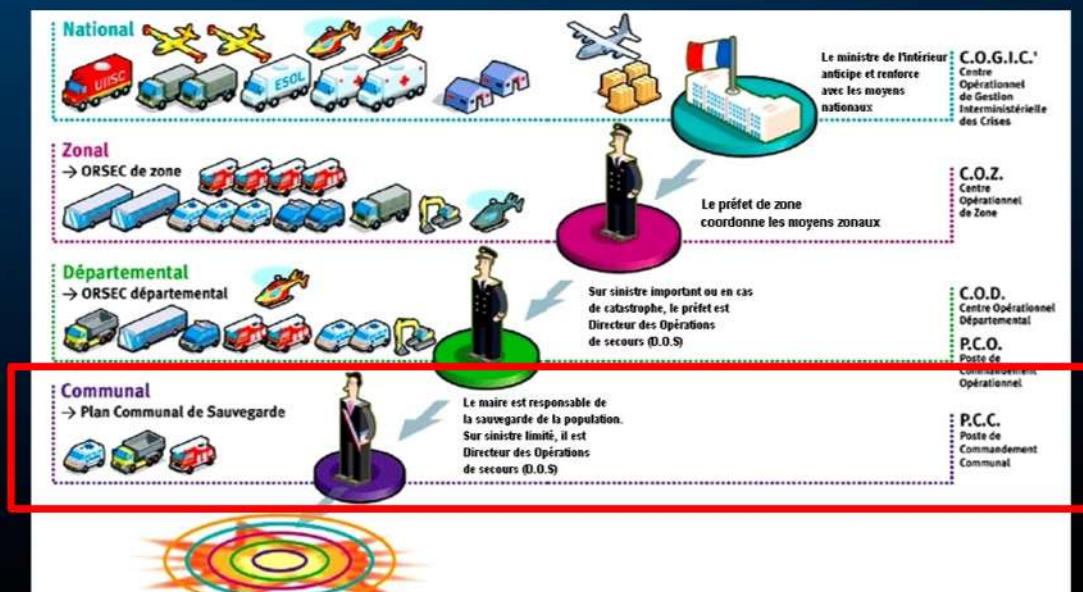 National
UIISC
ESOL
Le ministre de l'intérieur
anticipe et renforce
avec les moyens
nationaux
C.O.G.I.C.'
Centre
Opérationnel
de Gestion
Interministérielle
des Crises
Zonal
→ ORSEC de zone
Le préfet de zone
coordonne les moyens zonaux
C.O.Z.
Centre
Opérationnel
de Zone
Départemental
→ ORSEC départemental
Sur sinistre important ou en cas
de catastrophe, le préfet est
Directeur des Opérations
de secours (D.O.S)
C.O.D.
Centre Opérationnel
Départemental
P.C.O.
Poste de
Commandement
Opérationnel
Communal
→ Plan Communal de Sauvegarde
Le maire est responsable de
la sauvegarde de la population.
Sur sinistre limité, il est
Directeur des Opérations
de secours (D.O.S)
P.C.C.
Poste de
Commandement
Communal